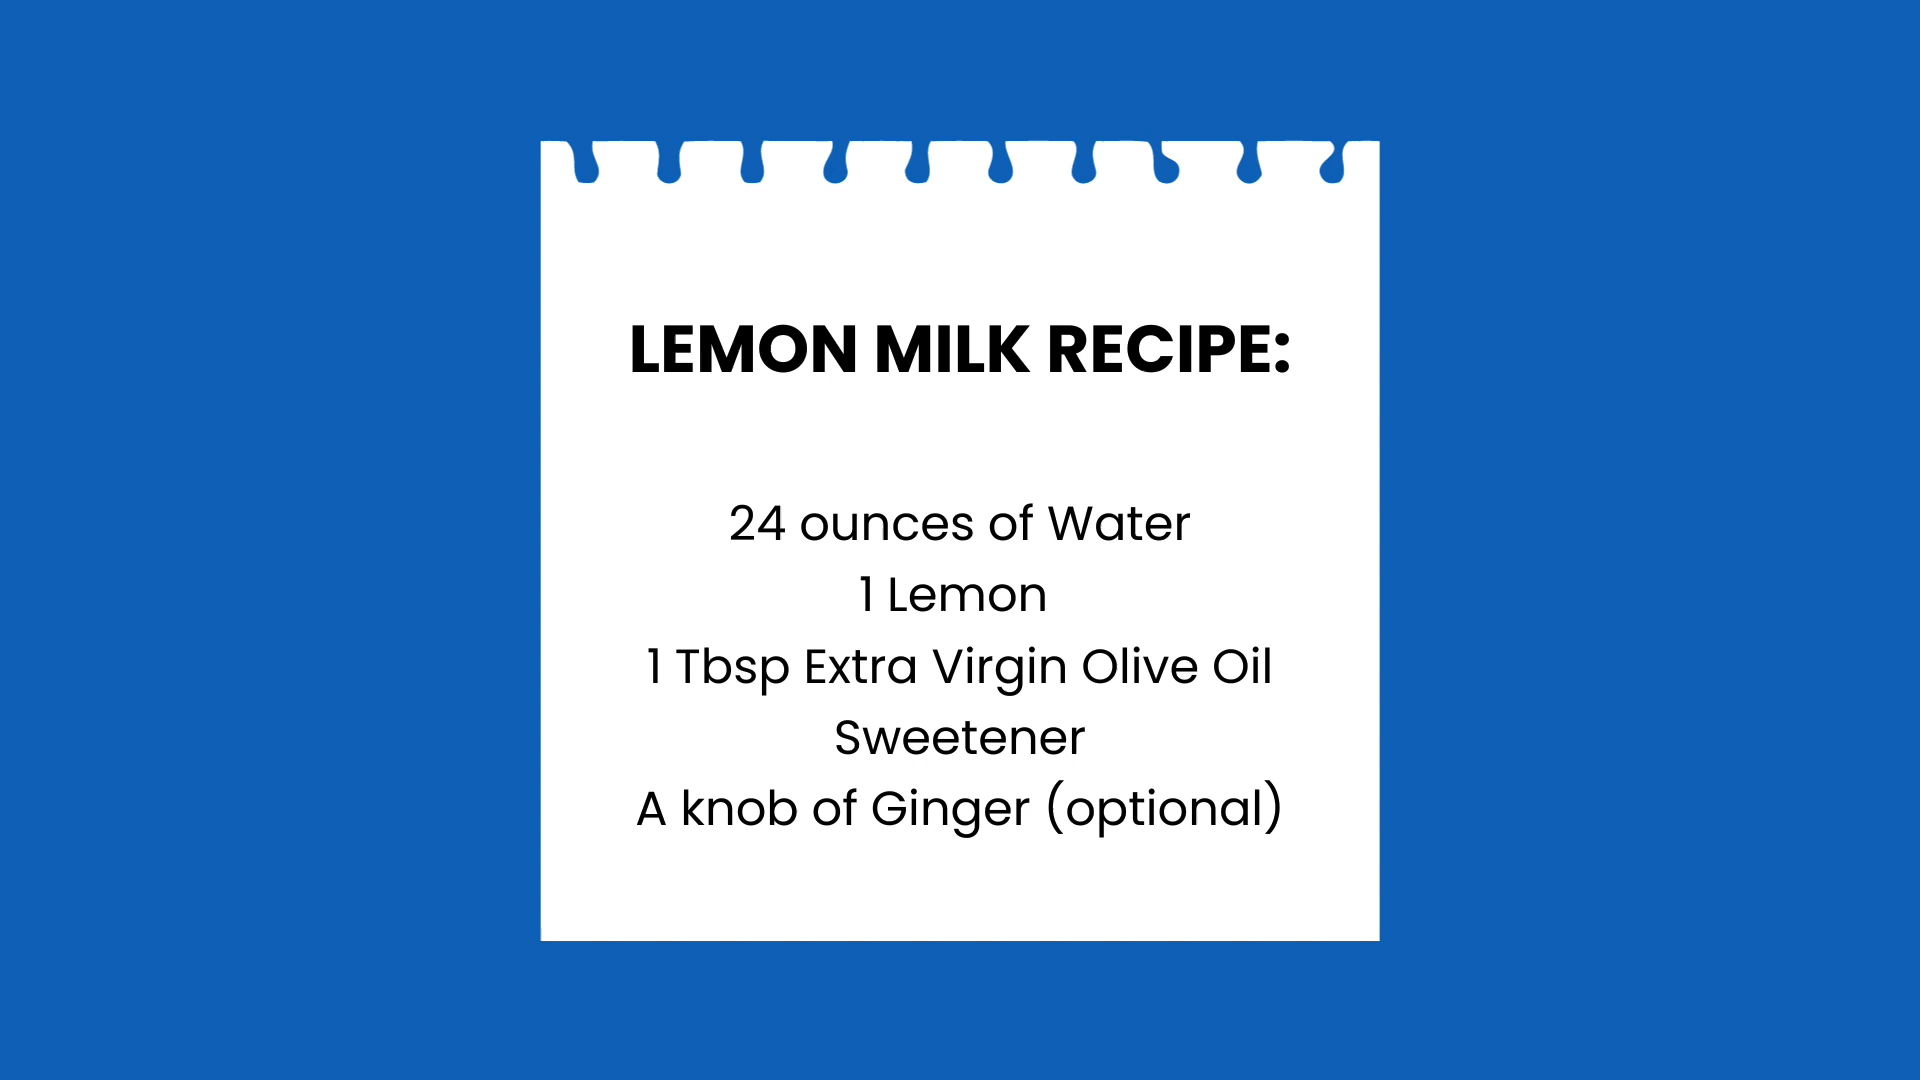 LEMON MILK RECIPE:
24 ounces of Water
1 Lemon
1 Tbsp Extra Virgin Olive Oil
Sweetener
A knob of Ginger (optional)